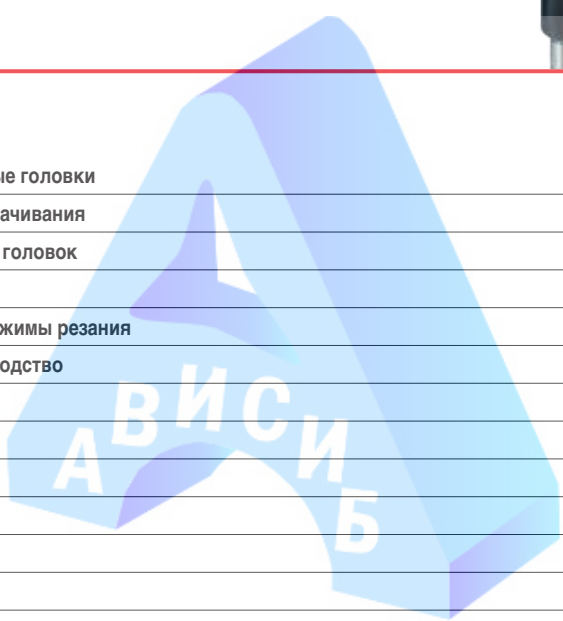 ые головки
ачивания
головок
жимы резания
одство
АВИСИБ